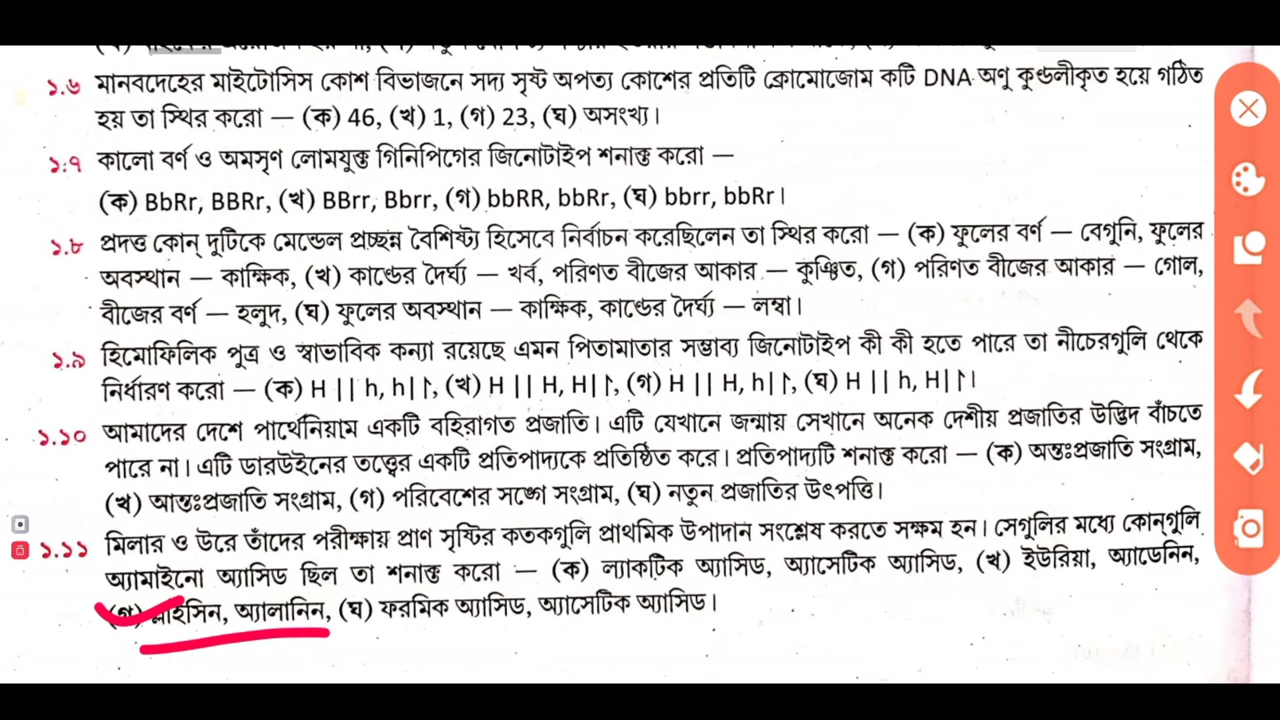 ১.৬ মানবদেহের মাইটোসিস কোশ বিভাজনে সদ্য সৃষ্ট অপত্য কোশের প্রতিটি ক্রোমোজোম কটি DNA অণু কুণ্ডলীকৃত হয়ে গঠিত
হয় তা স্থির করো — (ক) 46, (খ) 1, (গ) 23, (ঘ) অসংখ্য।
১.৭ কালো বর্ণ ও অমসৃণ লোমযুক্ত গিনিপিগের জিনোটাইপ শনাক্ত করো —
(ক) BbRr, BBRr, (খ) BBrr, Bbrr, (গ) bbRR, bbRr, (ঘ) bbrr, bbRr।
১.৮ প্রদত্ত কোন্ দুটিকে মেন্ডেল প্রচ্ছন্ন বৈশিষ্ট্য হিসেবে নির্বাচন করেছিলেন তা স্থির করো — (ক) ফুলের বর্ণ — বেগুনি, ফুলের
অবস্থান — কাক্ষিক, (খ) কাণ্ডের দৈর্ঘ্য — খর্ব, পরিণত বীজের আকার — কুঞ্চিত, (গ) পরিণত বীজের আকার — গোল,
বীজের বর্ণ — হলুদ, (ঘ) ফুলের অবস্থান — কাক্ষিক, কাণ্ডের দৈর্ঘ্য — লম্বা।
১.৯ হিমোফিলিক পুত্র ও স্বাভাবিক কন্যা রয়েছে এমন পিতামাতার সম্ভাব্য জিনোটাইপ কী কী হতে পারে তা নীচেরগুলি থেকে
নির্ধারণ করো — (ক) H || h, h|↾, (খ) H || H, H|↾, (গ) H || H, h|↾, (ঘ) H || h, H|↾।
১.১০ আমাদের দেশে পার্থেনিয়াম একটি বহিরাগত প্রজাতি। এটি যেখানে জন্মায় সেখানে অনেক দেশীয় প্রজাতির উদ্ভিদ বাঁচতে
পারে না। এটি ডারউইনের তত্ত্বের একটি প্রতিপাদ্যকে প্রতিষ্ঠিত করে। প্রতিপাদ্যটি শনাক্ত করো — (ক) অন্তঃপ্রজাতি সংগ্রাম,
(খ) আন্তঃপ্রজাতি সংগ্রাম, (গ) পরিবেশের সঙ্গে সংগ্রাম, (ঘ) নতুন প্রজাতির উৎপত্তি।
১.১১ মিলার ও উরে তাঁদের পরীক্ষায় প্রাণ সৃষ্টির কতকগুলি প্রাথমিক উপাদান সংশ্লেষ করতে সক্ষম হন। সেগুলির মধ্যে কোন্‌গুলি
অ্যামাইনো অ্যাসিড ছিল তা শনাক্ত করো — (ক) ল্যাকটিক অ্যাসিড, অ্যাসেটিক অ্যাসিড, (খ) ইউরিয়া, অ্যাডেনিন,
(গ) লাইসিন, অ্যালানিন, (ঘ) ফরমিক অ্যাসিড, অ্যাসেটিক অ্যাসিড।